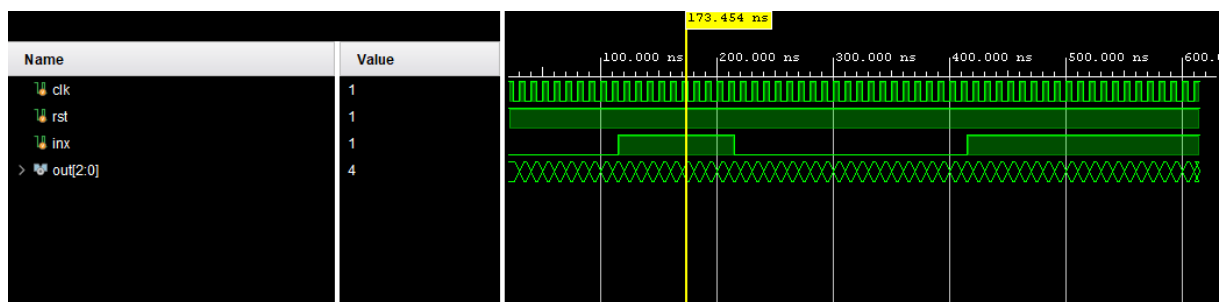 173.454 ns
Name Value
100.000 ns 200.000 ns 300.000 ns 400.000 ns 500.000 ns 600.
clk 1
rst 1
inx 1
out[2:0] 4